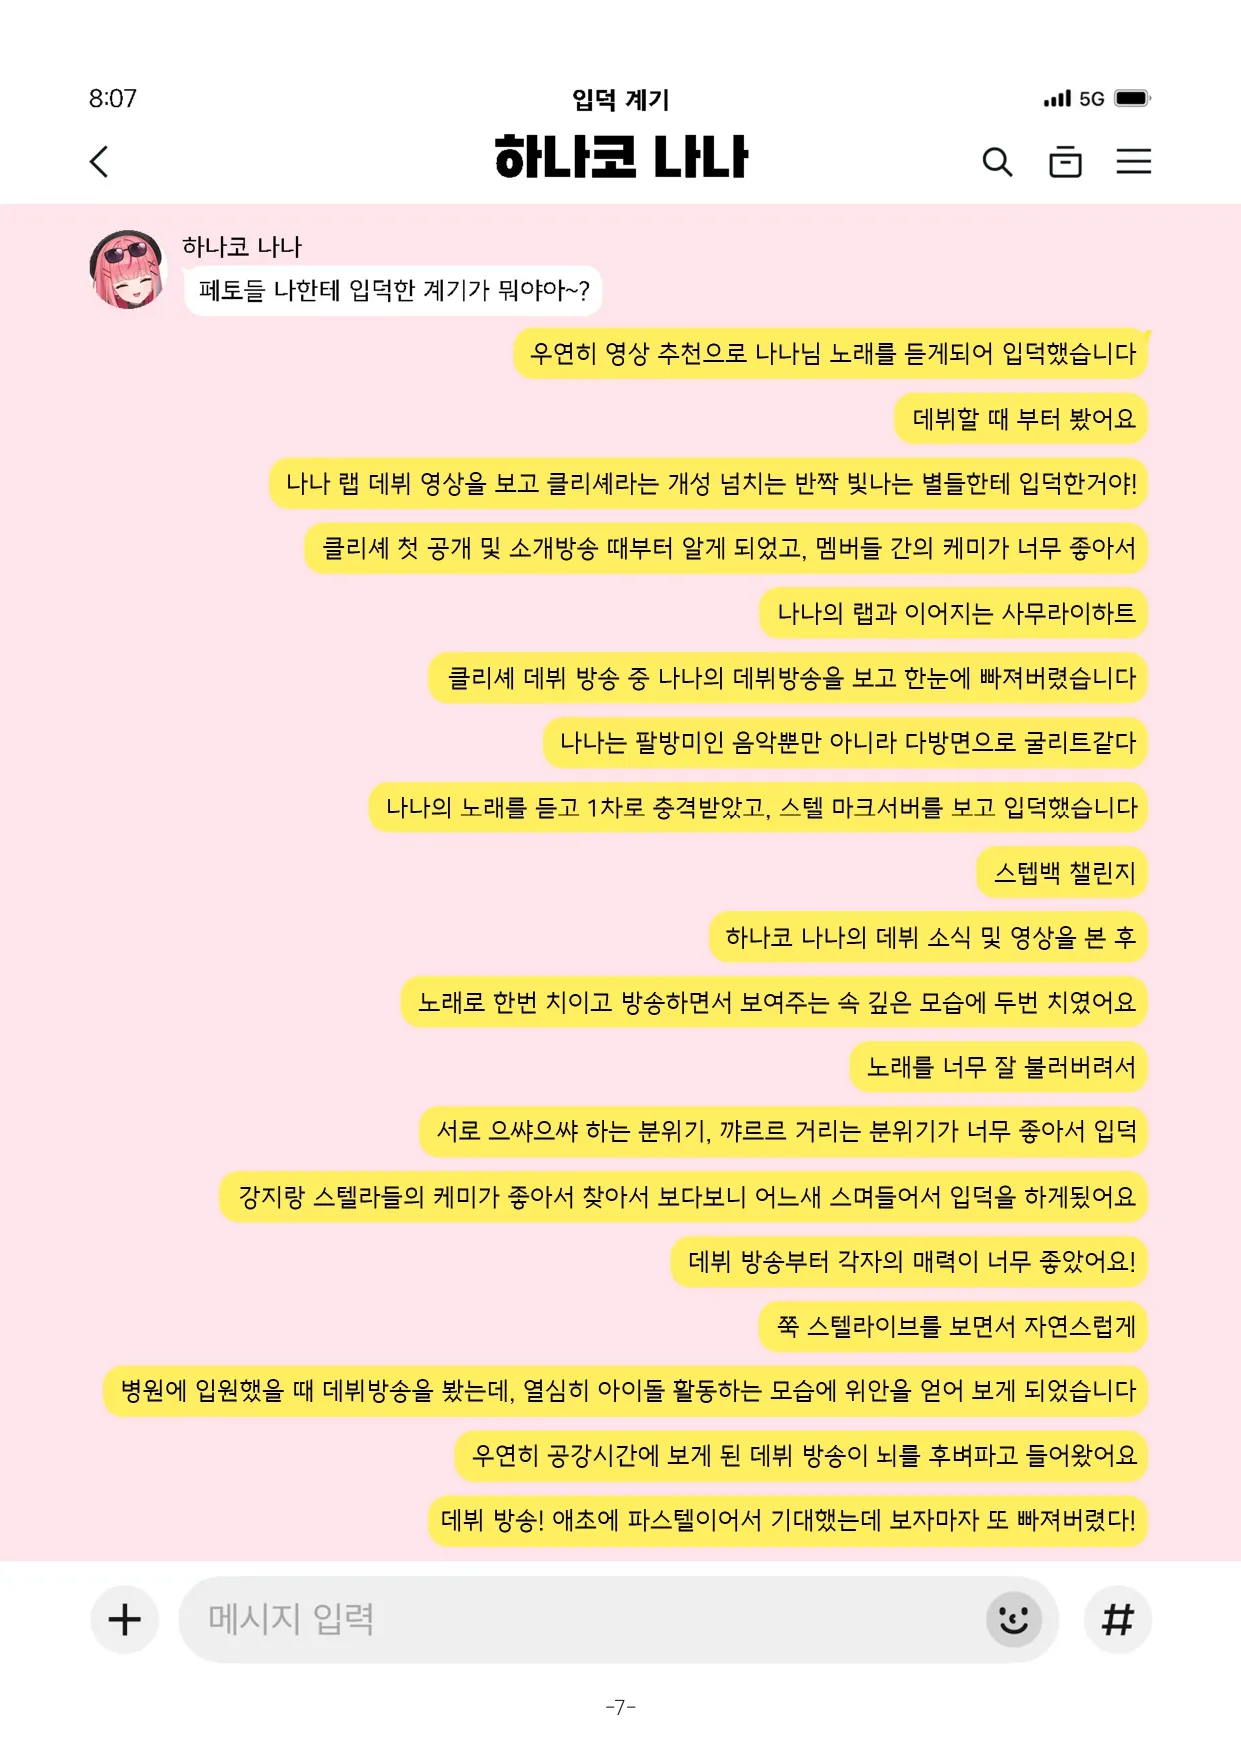 8:07
입덕 계기
5G
하나코 나나
하나코 나나
페토들 나한테 입덕한 계기가 뭐야아~?
우연히 영상 추천으로 나나님 노래를 듣게되어 입덕했습니다
데뷔할 때 부터 봤어요
나나 랩 데뷔 영상을 보고 클리셰라는 개성 넘치는 반짝 빛나는 별들한테 입덕한거야!
클리셰 첫 공개 및 소개방송 때부터 알게 되었고, 멤버들 간의 케미가 너무 좋아서
나나의 랩과 이어지는 사무라이하트
클리셰 데뷔 방송 중 나나의 데뷔방송을 보고 한눈에 빠져버렸습니다
나나는 팔방미인 음악뿐만 아니라 다방면으로 굴리트같다
나나의 노래를 듣고 1차로 충격받았고, 스텔 마크서버를 보고 입덕했습니다
스텝백 챌린지
하나코 나나의 데뷔 소식 및 영상을 본 후
노래로 한번 치이고 방송하면서 보여주는 속 깊은 모습에 두번 치였어요
노래를 너무 잘 불러버려서
서로 으쌰으쌰 하는 분위기, 꺄르르 거리는 분위기가 너무 좋아서 입덕
강지랑 스텔라들의 케미가 좋아서 찾아서 보다보니 어느새 스며들어서 입덕을 하게됬어요
데뷔 방송부터 각자의 매력이 너무 좋았어요!
쭉 스텔라이브를 보면서 자연스럽게
병원에 입원했을 때 데뷔방송을 봤는데, 열심히 아이돌 활동하는 모습에 위안을 얻어 보게 되었습니다
우연히 공강시간에 보게 된 데뷔 방송이 뇌를 후벼파고 들어왔어요
데뷔 방송! 애초에 파스텔이어서 기대했는데 보자마자 또 빠져버렸다!
메시지 입력
#
-7-